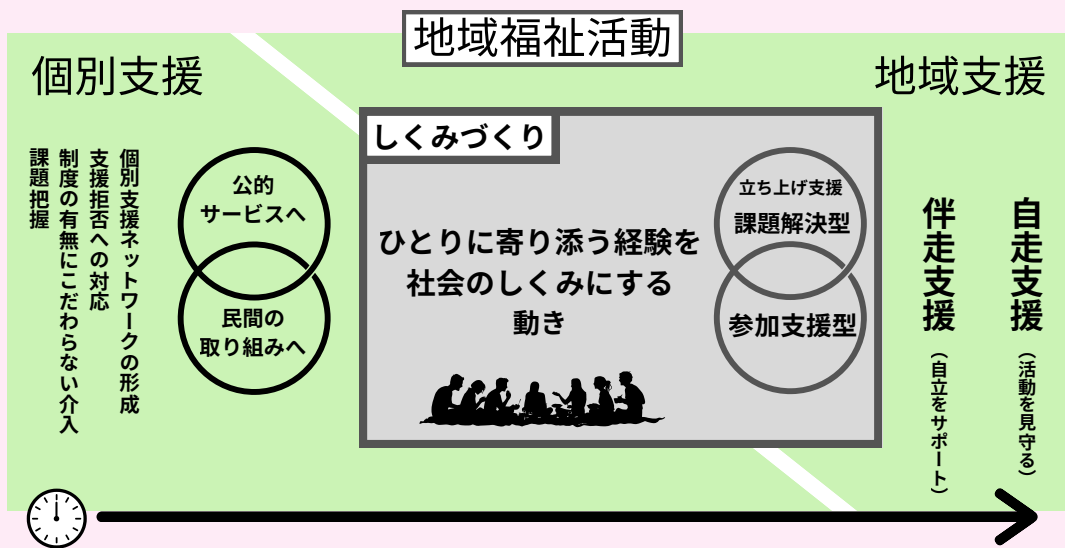 地域福祉活動
個別支援
地域支援
個別支援ネットワークの形成
支援拒否への対応
制度の有無にこだわらない介入
課題把握
公的
サービスへ
民間の
取り組みへ
しくみづくり
ひとりに寄り添う経験を
社会のしくみにする
動き
立ち上げ支援
課題解決型
参加支援型
伴走支援（自立をサポート）
自走支援（活動を見守る）